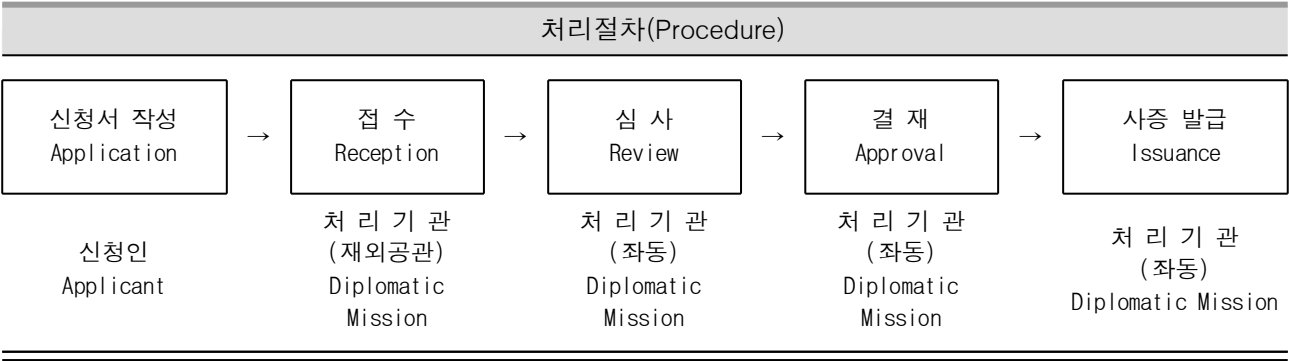 처리절차(Procedure)
신청서 작성
Application
→
접 수
Reception
→
심 사
Review
→
결 재
Approval
→
사증 발급
Issuance
신청인
Applicant
처 리 기 관
(재외공관)
Diplomatic
Mission
처 리 기 관
(좌동)
Diplomatic
Mission
처 리 기 관
(좌동)
Diplomatic
Mission
처 리 기 관
(좌동)
Diplomatic Mission